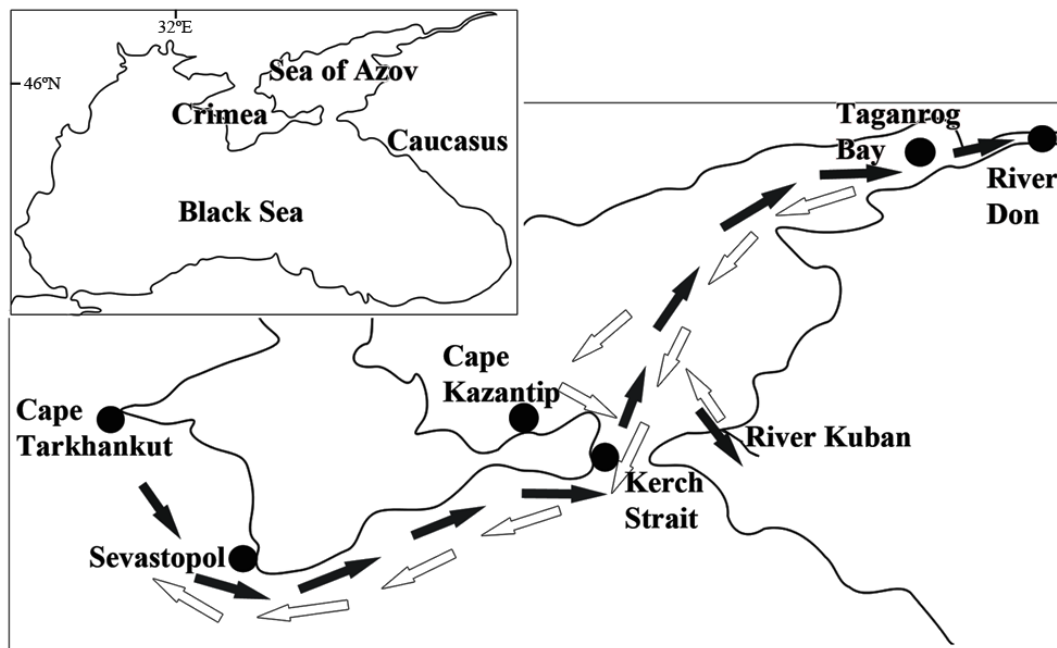 32ºE
46ºN
Sea of Azov
Crimea
Caucasus
Black Sea
Taganrog
Bay
River
Don
Cape
Kazantip
Cape
Tarkhankut
River Kuban
Kerch
Strait
Sevastopol